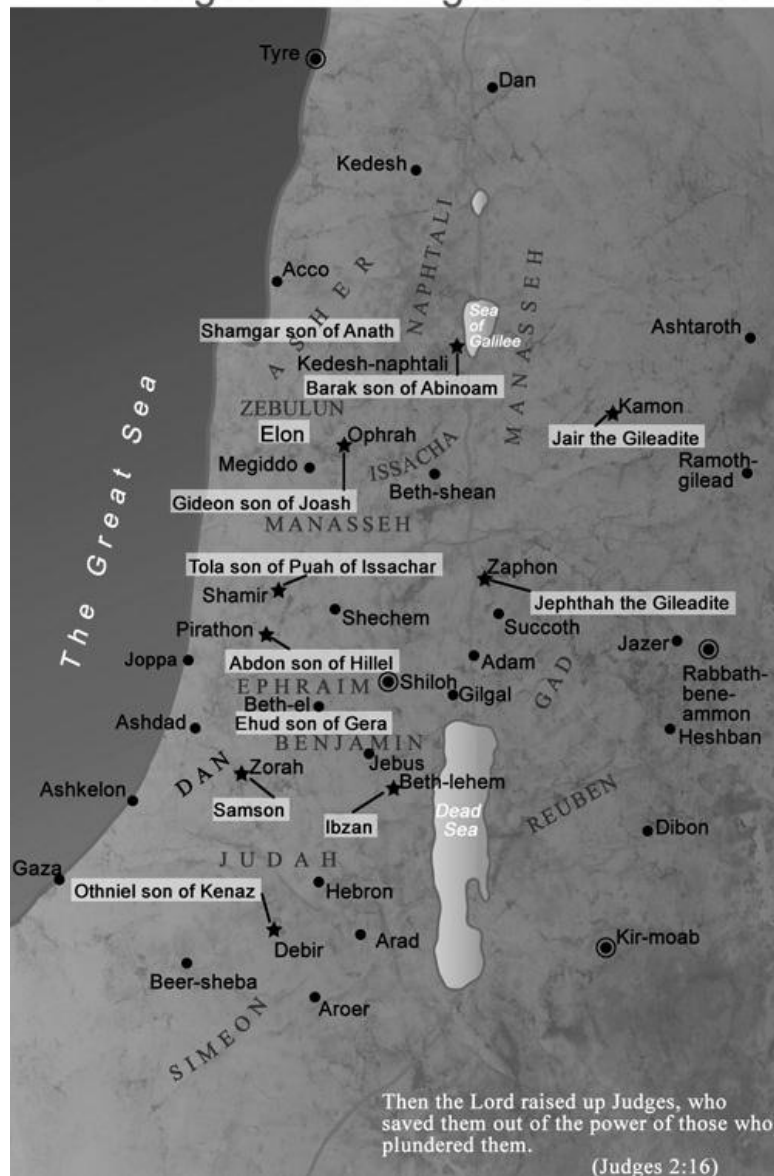 Tyre
Dan
Kedesh
NAPHTALI
Acco
ASHER
MANASSEH
Sea
of
Galilee
Ashtaroth
Shamgar son of Anath
Kedesh-naphtali
Barak son of Abinoam
ZEBULUN
Kamon
Elon
Ophrah
Jair the Gileadite
Megiddo
ISSACHA
Beth-shean
Ramoth-
gilead
Gideon son of Joash
MANASSEH
The Great Sea
Tola son of Puah of Issachar
Zaphon
Shamir
Jephthah the Gileadite
Shechem
Succoth
Pirathon
Jazer
Joppa
Abdon son of Hillel
Adam
Rabbath-
bene-
ammon
EPHRAIM
Shiloh
GAD
Gilgal
Beth-el
Ashdad
Ehud son of Gera
Heshban
BENJAMIN
Jebus
DAN
Zorah
Beth-lehem
Ashkelon
Samson
Ibzan
Dead
Sea
REUBEN
Dibon
JUDAH
Gaza
Othniel son of Kenaz
Hebron
Debir
Arad
Kir-moab
Beer-sheba
Aroer
SIMEON
Then the Lord raised up Judges, who
saved them out of the power of those who
plundered them.
(Judges 2:16)